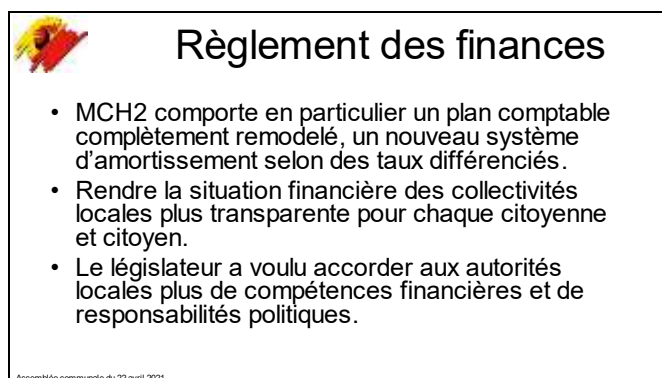 Règlement des finances
• MCH2 comporte en particulier un plan comptable
complètement remodelé, un nouveau système
d'amortissement selon des taux différenciés.
• Rendre la situation financière des collectivités
locales plus transparente pour chaque citoyenne
et citoyen.
• Le législateur a voulu accorder aux autorités
locales plus de compétences financières et de
responsabilités politiques.
Assemblée communale du 22 avril 2021